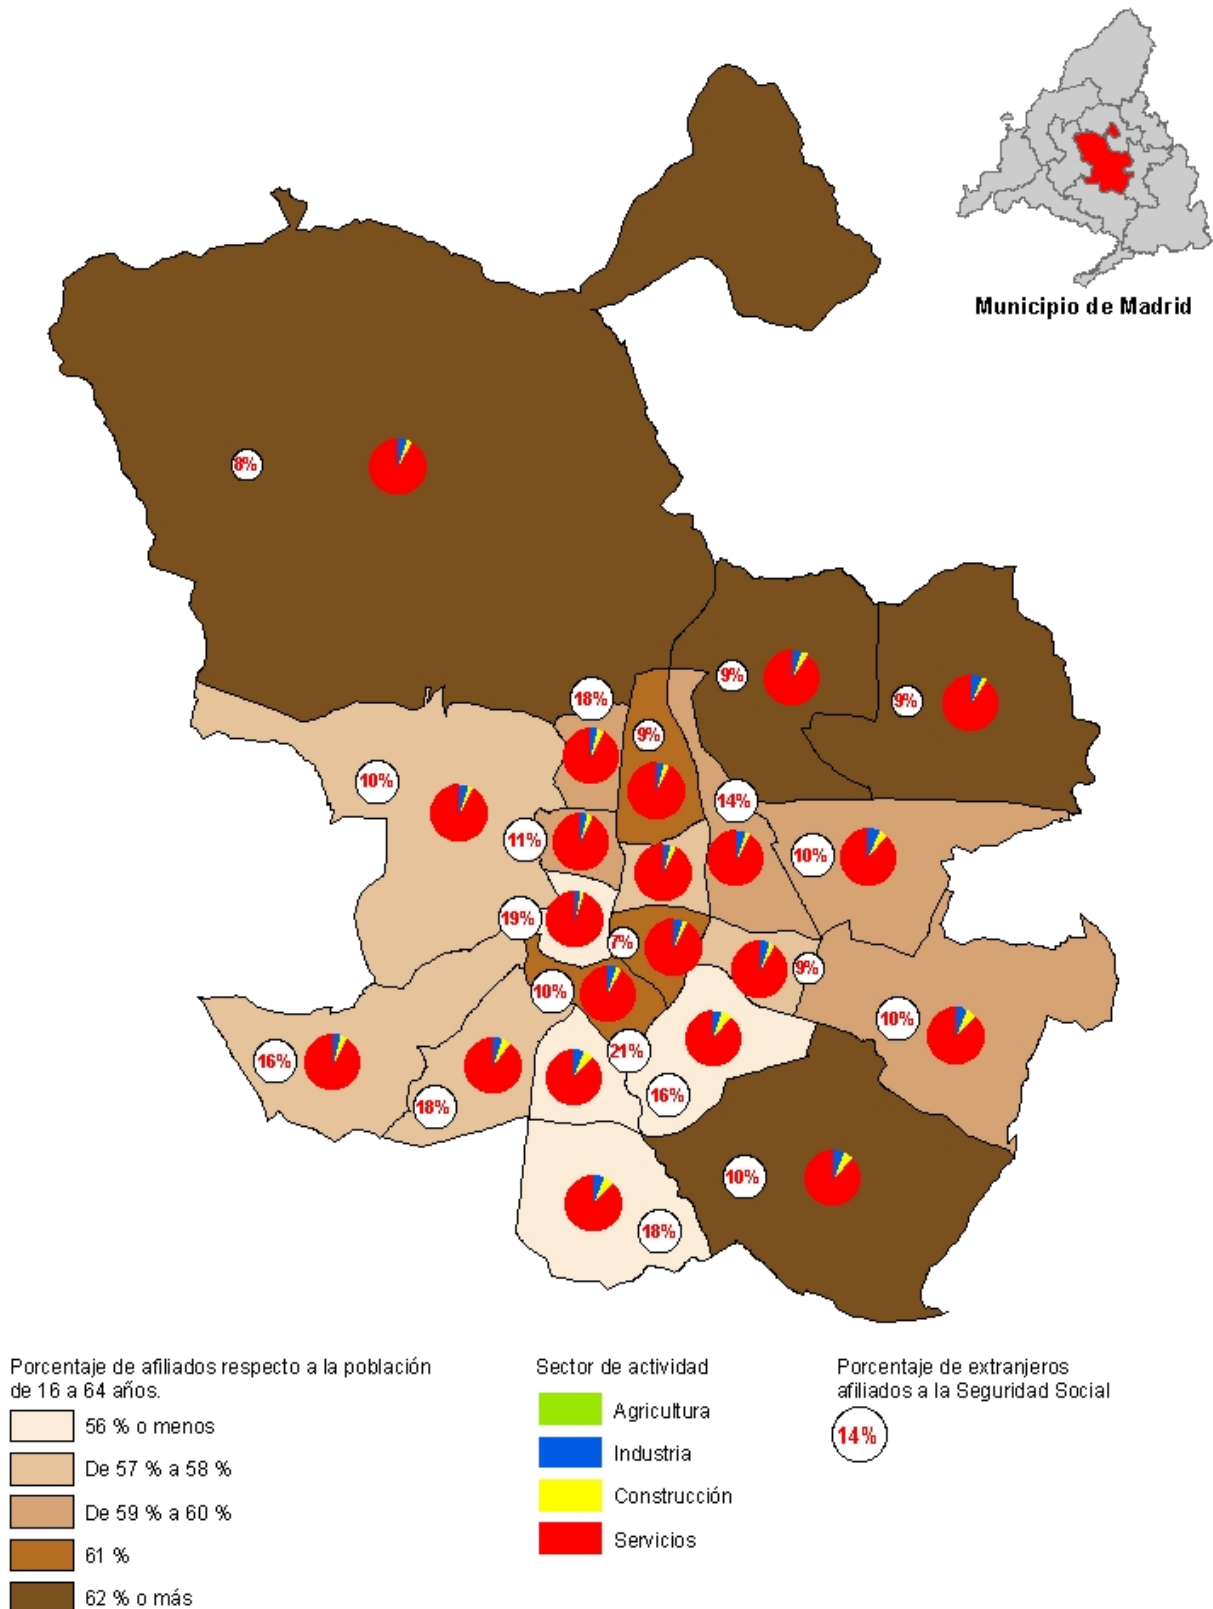 Municipio de Madrid
8%
9%
9%
18%
9%
10%
14%
11%
10%
19%
7%
9%
10%
10%
21%
16%
16%
18%
10%
18%
Porcentaje de afiliados respecto a la población
de 16 a 64 años.
56 % o menos
De 57 % a 58 %
De 59 % a 60 %
61 %
62 % o más
Sector de actividad
Agricultura
Industria
Construcción
Servicios
Porcentaje de extranjeros
afiliados a la Seguridad Social
14%